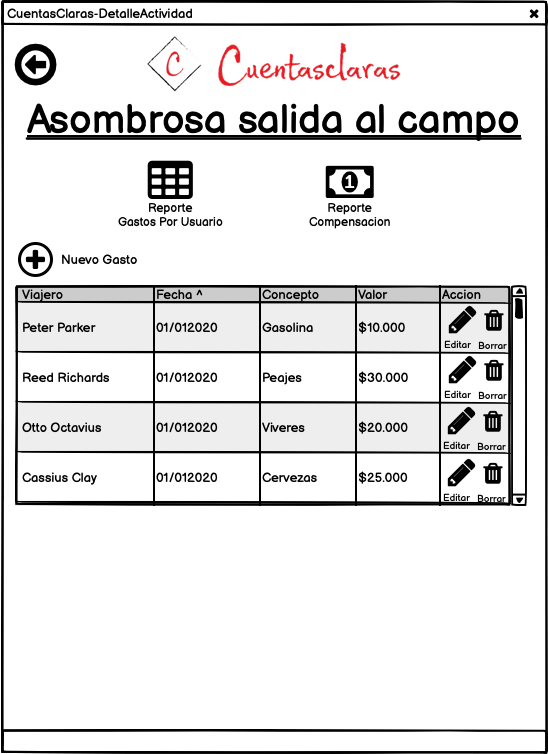 CuentasClaras-DetalleActividad
C Cuentasclaras
Asombrosa salida al campo
1
Reporte
Gastos Por Usuario
Reporte
Compensacion
Nuevo Gasto
Viajero Fecha ^ Concepto Valor Accion
Peter Parker 01/012020 Gasolina $10.000 Editar Borrar
Reed Richards 01/012020 Peajes $30.000 Editar Borrar
Otto Octavius 01/012020 Viveres $20.000 Editar Borrar
Cassius Clay 01/012020 Cervezas $25.000 Editar Borrar